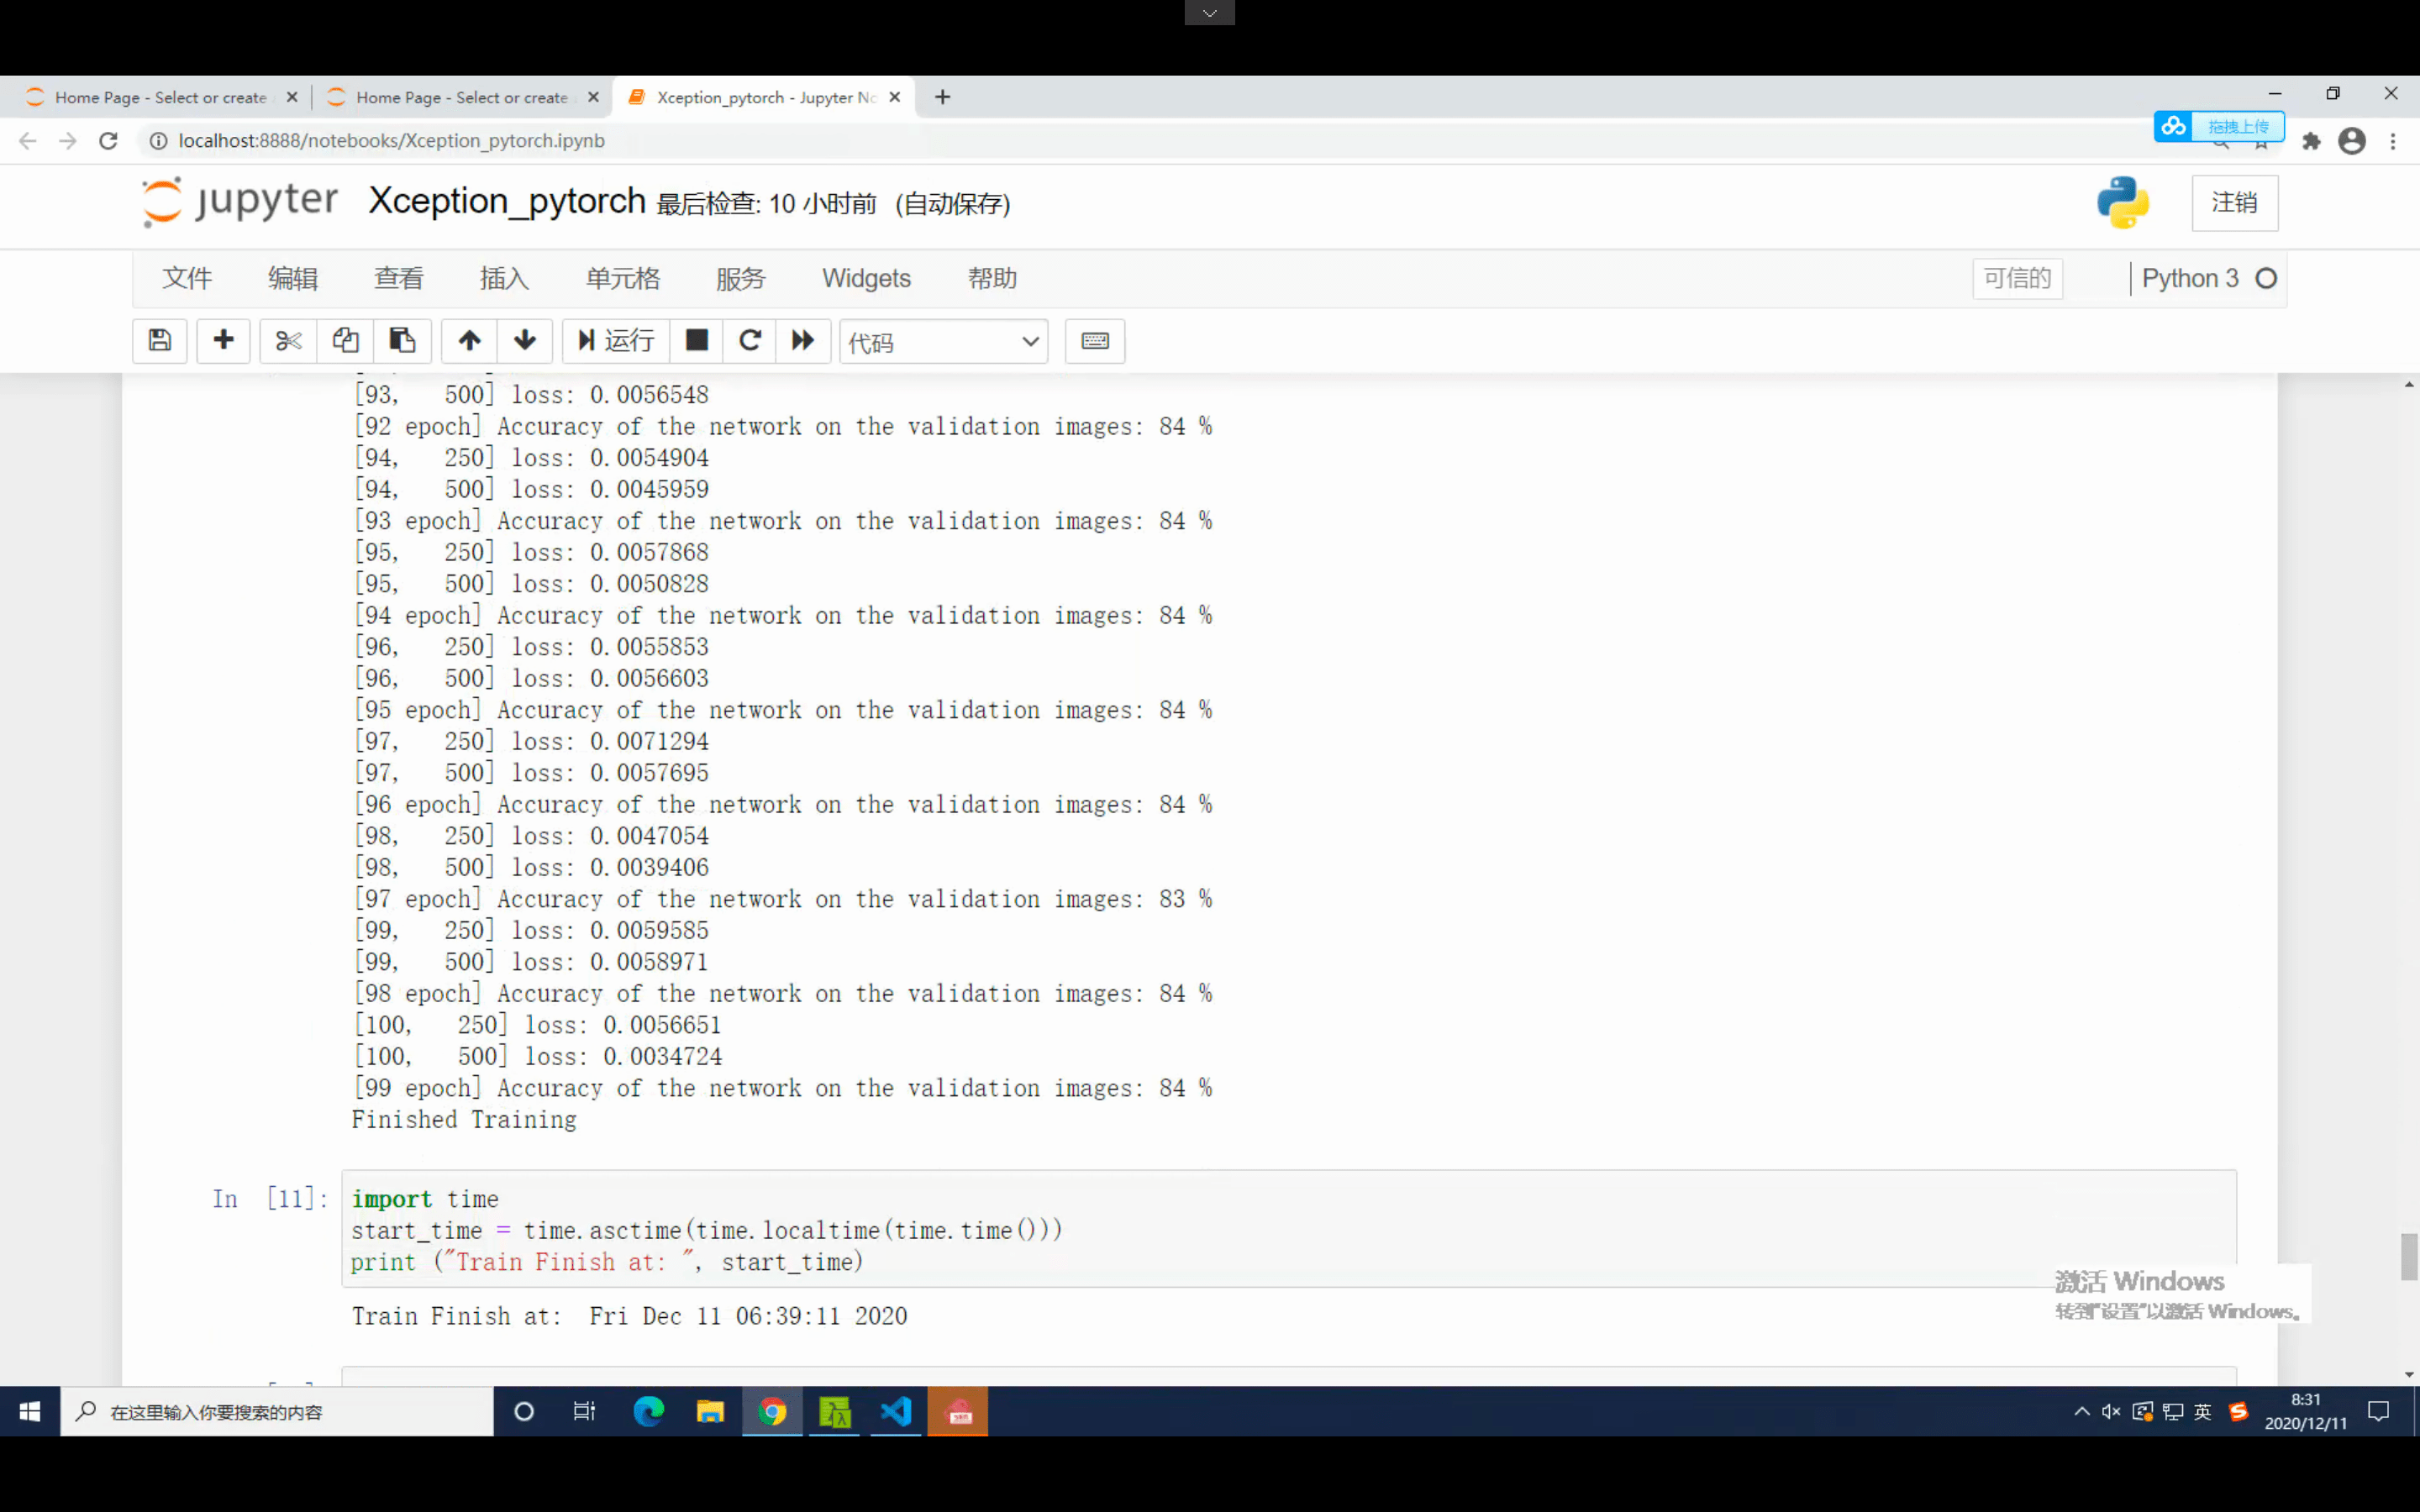 Home Page - Select or create
Home Page - Select or create
Xception_pytorch - Jupyter No
localhost:8888/notebooks/Xception_pytorch.ipynb
拖拽上传
jupyter Xception_pytorch 最后检查: 10 小时前 (自动保存)
注销
文件 编辑 查看 插入 单元格 服务 Widgets 帮助
可信的 Python 3
运行 代码
[93,   500] loss: 0.0056548
[92 epoch] Accuracy of the network on the validation images: 84 %
[94,   250] loss: 0.0054904
[94,   500] loss: 0.0045959
[93 epoch] Accuracy of the network on the validation images: 84 %
[95,   250] loss: 0.0057868
[95,   500] loss: 0.0050828
[94 epoch] Accuracy of the network on the validation images: 84 %
[96,   250] loss: 0.0055853
[96,   500] loss: 0.0056603
[95 epoch] Accuracy of the network on the validation images: 84 %
[97,   250] loss: 0.0071294
[97,   500] loss: 0.0057695
[96 epoch] Accuracy of the network on the validation images: 84 %
[98,   250] loss: 0.0047054
[98,   500] loss: 0.0039406
[97 epoch] Accuracy of the network on the validation images: 83 %
[99,   250] loss: 0.0059585
[99,   500] loss: 0.0058971
[98 epoch] Accuracy of the network on the validation images: 84 %
[100,   250] loss: 0.0056651
[100,   500] loss: 0.0034724
[99 epoch] Accuracy of the network on the validation images: 84 %
Finished Training
In [11]:
import time
start_time = time.asctime(time.localtime(time.time()))
print ("Train Finish at: ", start_time)
Train Finish at:  Fri Dec 11 06:39:11 2020
激活 Windows
转到"设置"以激活 Windows。
在这里输入你要搜索的内容
英
8:31
2020/12/11